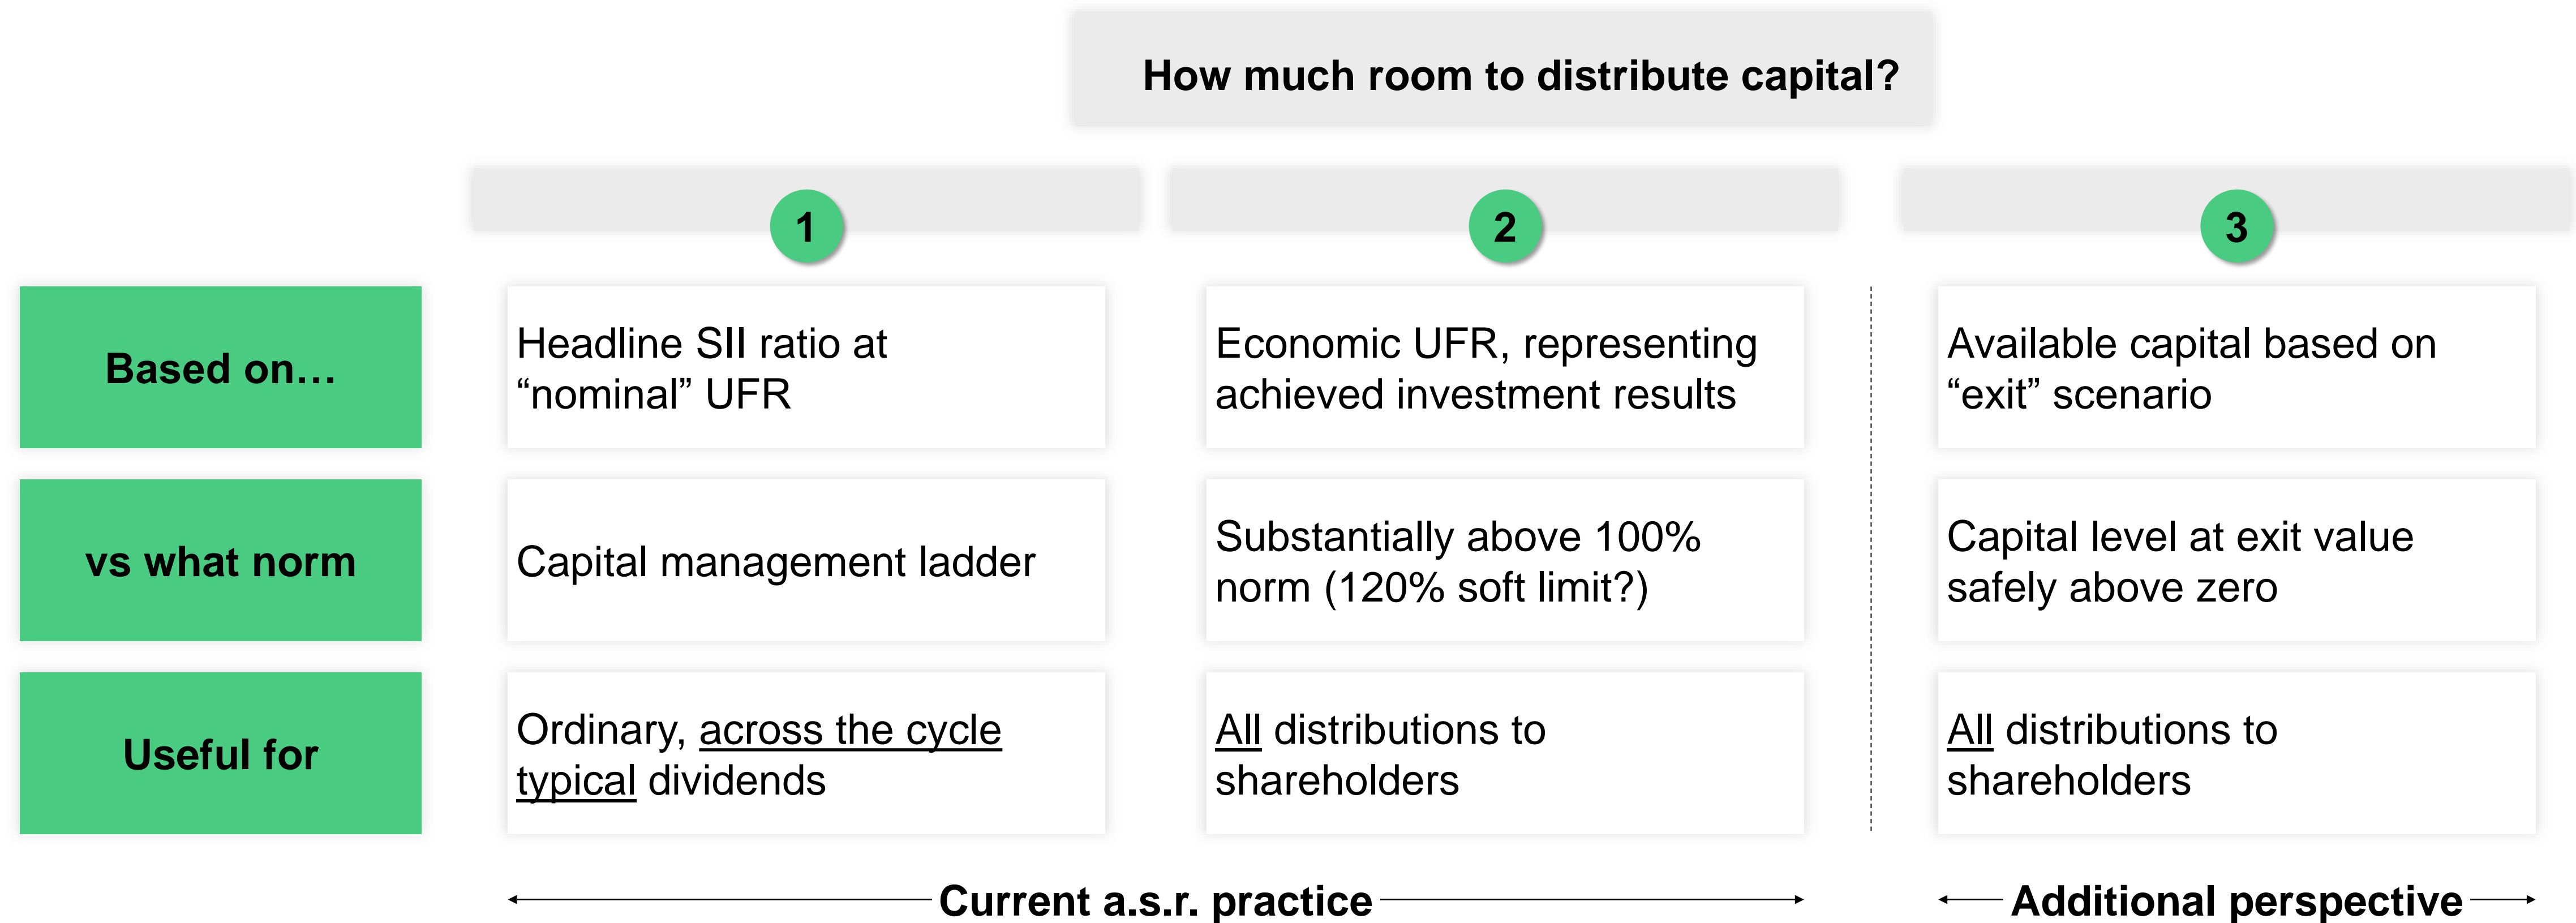 How much room to distribute capital?
1
2
3
Based on…
Headline SII ratio at
“nominal” UFR
Economic UFR, representing
achieved investment results
Available capital based on
“exit” scenario
vs what norm
Capital management ladder
Substantially above 100%
norm (120% soft limit?)
Capital level at exit value
safely above zero
Useful for
Ordinary, across the cycle
typical dividends
All distributions to
shareholders
All distributions to
shareholders
Current a.s.r. practice
Additional perspective